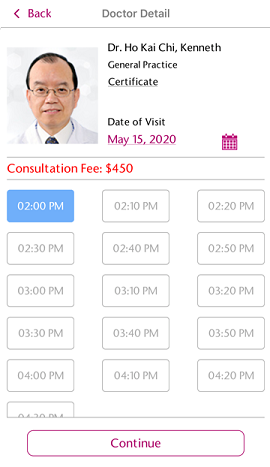 Back
Doctor Detail
Dr. Ho Kai Chi, Kenneth
General Practice
Certificate
Date of Visit
May 15, 2020
Consultation Fee: $450
02:00 PM 02:10 PM 02:20 PM
02:30 PM 02:40 PM 02:50 PM
03:00 PM 03:10 PM 03:20 PM
03:30 PM 03:40 PM 03:50 PM
04:00 PM 04:10 PM 04:20 PM
04:30 PM
Continue